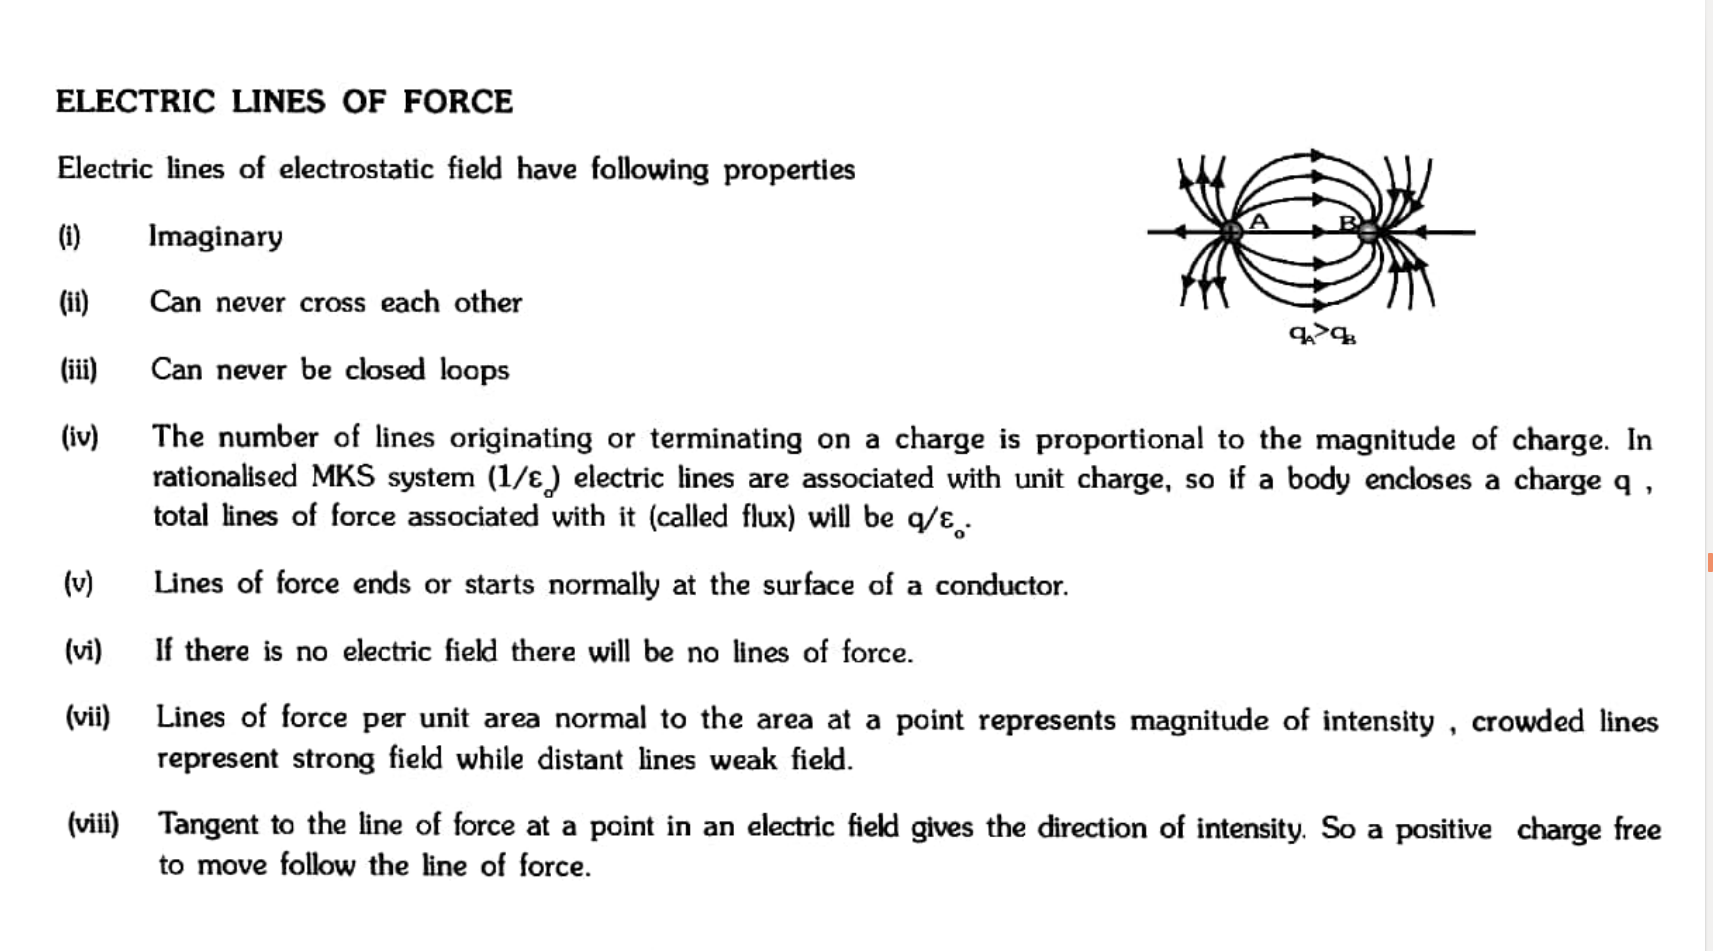 ELECTRIC LINES OF FORCE
Electric lines of electrostatic field have following properties
(i) Imaginary
(ii) Can never cross each other
(iii) Can never be closed loops
A B
qA>qB
(iv) The number of lines originating or terminating on a charge is proportional to the magnitude of charge. In
rationalised MKS system (1/ε₀) electric lines are associated with unit charge, so if a body encloses a charge q ,
total lines of force associated with it (called flux) will be q/ε₀.
(v) Lines of force ends or starts normally at the surface of a conductor.
(vi) If there is no electric field there will be no lines of force.
(vii) Lines of force per unit area normal to the area at a point represents magnitude of intensity , crowded lines
represent strong field while distant lines weak field.
(viii) Tangent to the line of force at a point in an electric field gives the direction of intensity. So a positive charge free
to move follow the line of force.